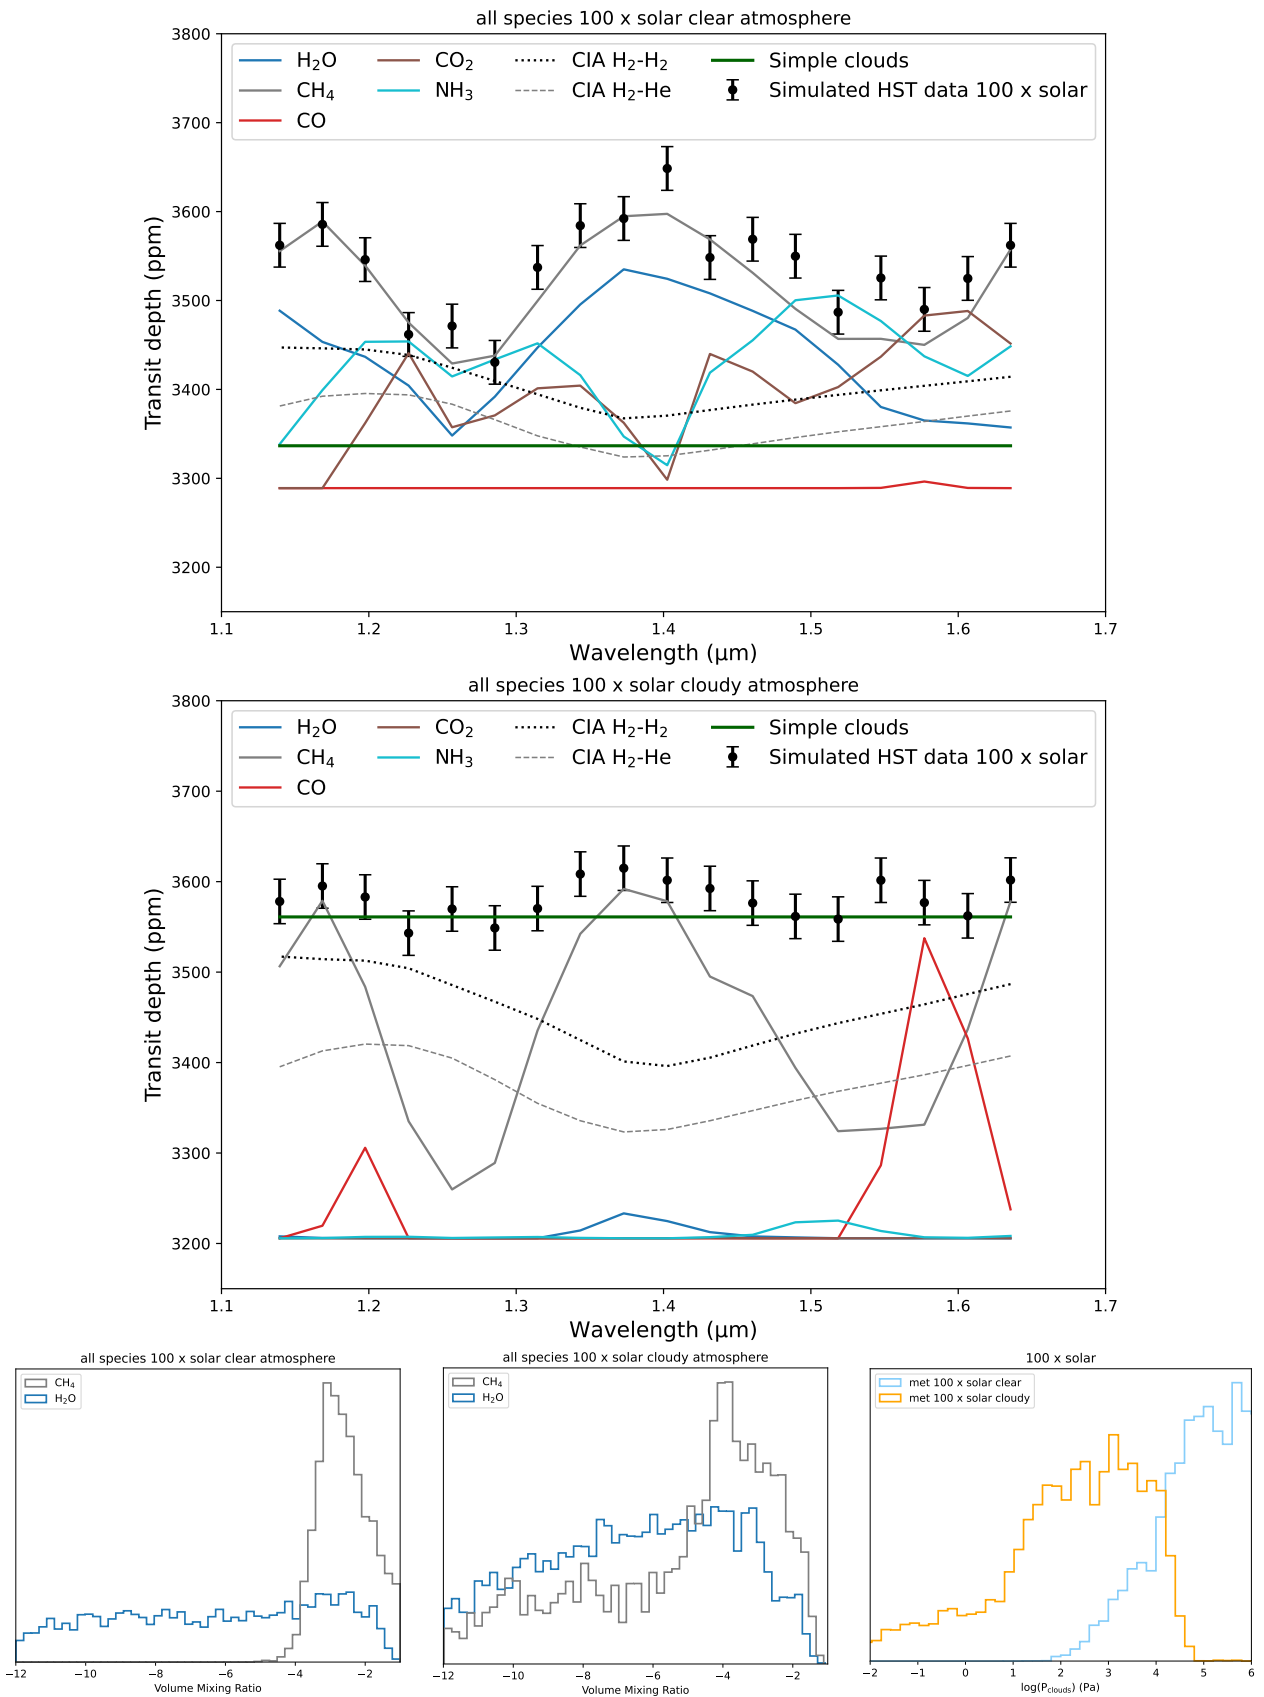 all species 100 x solar clear atmosphere
3800
3700
3600
3500
3400
3300
3200
Transit depth (ppm)
H₂O
CH₄
CO
CO₂
NH₃
CIA H₂-H₂
CIA H₂-He
Simple clouds
Simulated HST data 100 x solar
1.1 1.2 1.3 1.4 1.5 1.6 1.7
Wavelength (μm)
all species 100 x solar cloudy atmosphere
3800
3700
3600
3500
3400
3300
3200
Transit depth (ppm)
H₂O
CH₄
CO
CO₂
NH₃
CIA H₂-H₂
CIA H₂-He
Simple clouds
Simulated HST data 100 x solar
1.1 1.2 1.3 1.4 1.5 1.6 1.7
Wavelength (μm)
all species 100 x solar clear atmosphere
CH₄
H₂O
−12 −10 −8 −6 −4 −2
Volume Mixing Ratio
all species 100 x solar cloudy atmosphere
CH₄
H₂O
−12 −10 −8 −6 −4 −2
Volume Mixing Ratio
100 x solar
met 100 x solar clear
met 100 x solar cloudy
−2 −1 0 1 2 3 4 5 6
log(P_clouds) (Pa)